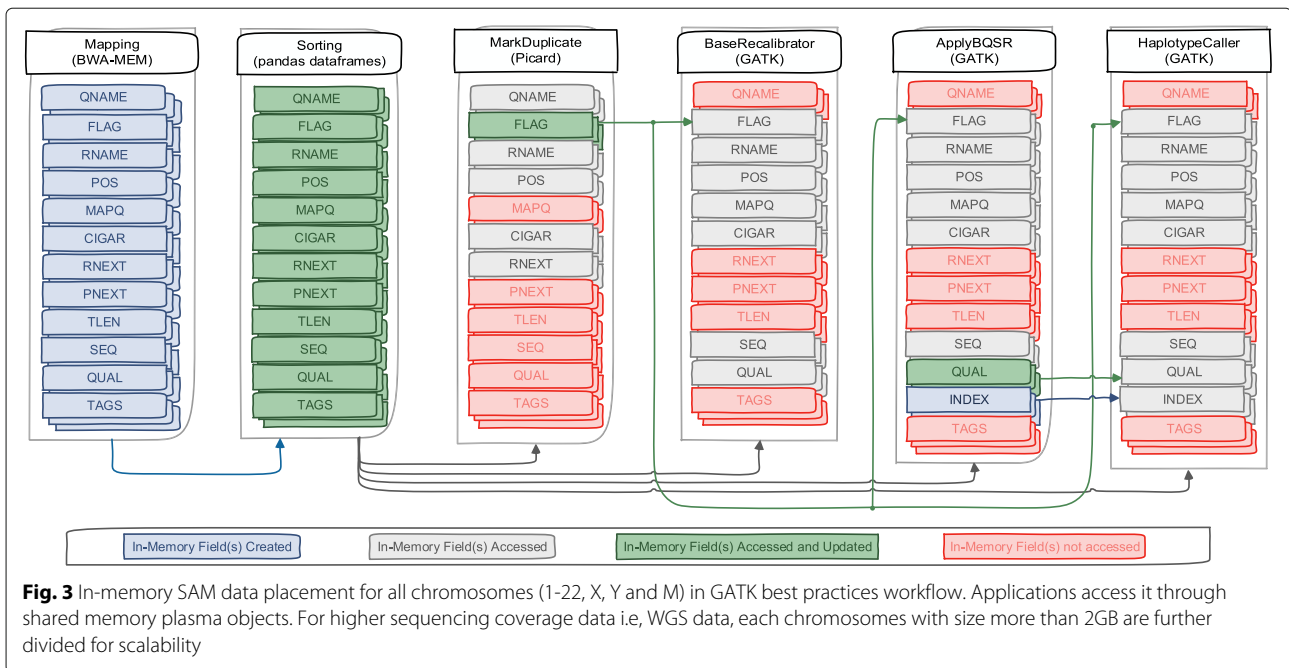 Mapping
(BWA-MEM)
QNAME
FLAG
RNAME
POS
MAPQ
CIGAR
RNEXT
PNEXT
TLEN
SEQ
QUAL
TAGS
Sorting
(pandas dataframes)
QNAME
FLAG
RNAME
POS
MAPQ
CIGAR
RNEXT
PNEXT
TLEN
SEQ
QUAL
TAGS
MarkDuplicate
(Picard)
QNAME
FLAG
RNAME
POS
MAPQ
CIGAR
RNEXT
PNEXT
TLEN
SEQ
QUAL
TAGS
BaseRecalibrator
(GATK)
QNAME
FLAG
RNAME
POS
MAPQ
CIGAR
RNEXT
PNEXT
TLEN
SEQ
QUAL
TAGS
ApplyBQSR
(GATK)
QNAME
FLAG
RNAME
POS
MAPQ
CIGAR
RNEXT
PNEXT
TLEN
SEQ
QUAL
INDEX
TAGS
HaplotypeCaller
(GATK)
QNAME
FLAG
RNAME
POS
MAPQ
CIGAR
RNEXT
PNEXT
TLEN
SEQ
QUAL
INDEX
TAGS
In-Memory Field(s) Created
In-Memory Field(s) Accessed
In-Memory Field(s) Accessed and Updated
In-Memory Field(s) not accessed
Fig. 3 In-memory SAM data placement for all chromosomes (1-22, X, Y and M) in GATK best practices workflow. Applications access it through
shared memory plasma objects. For higher sequencing coverage data i.e, WGS data, each chromosomes with size more than 2GB are further
divided for scalability